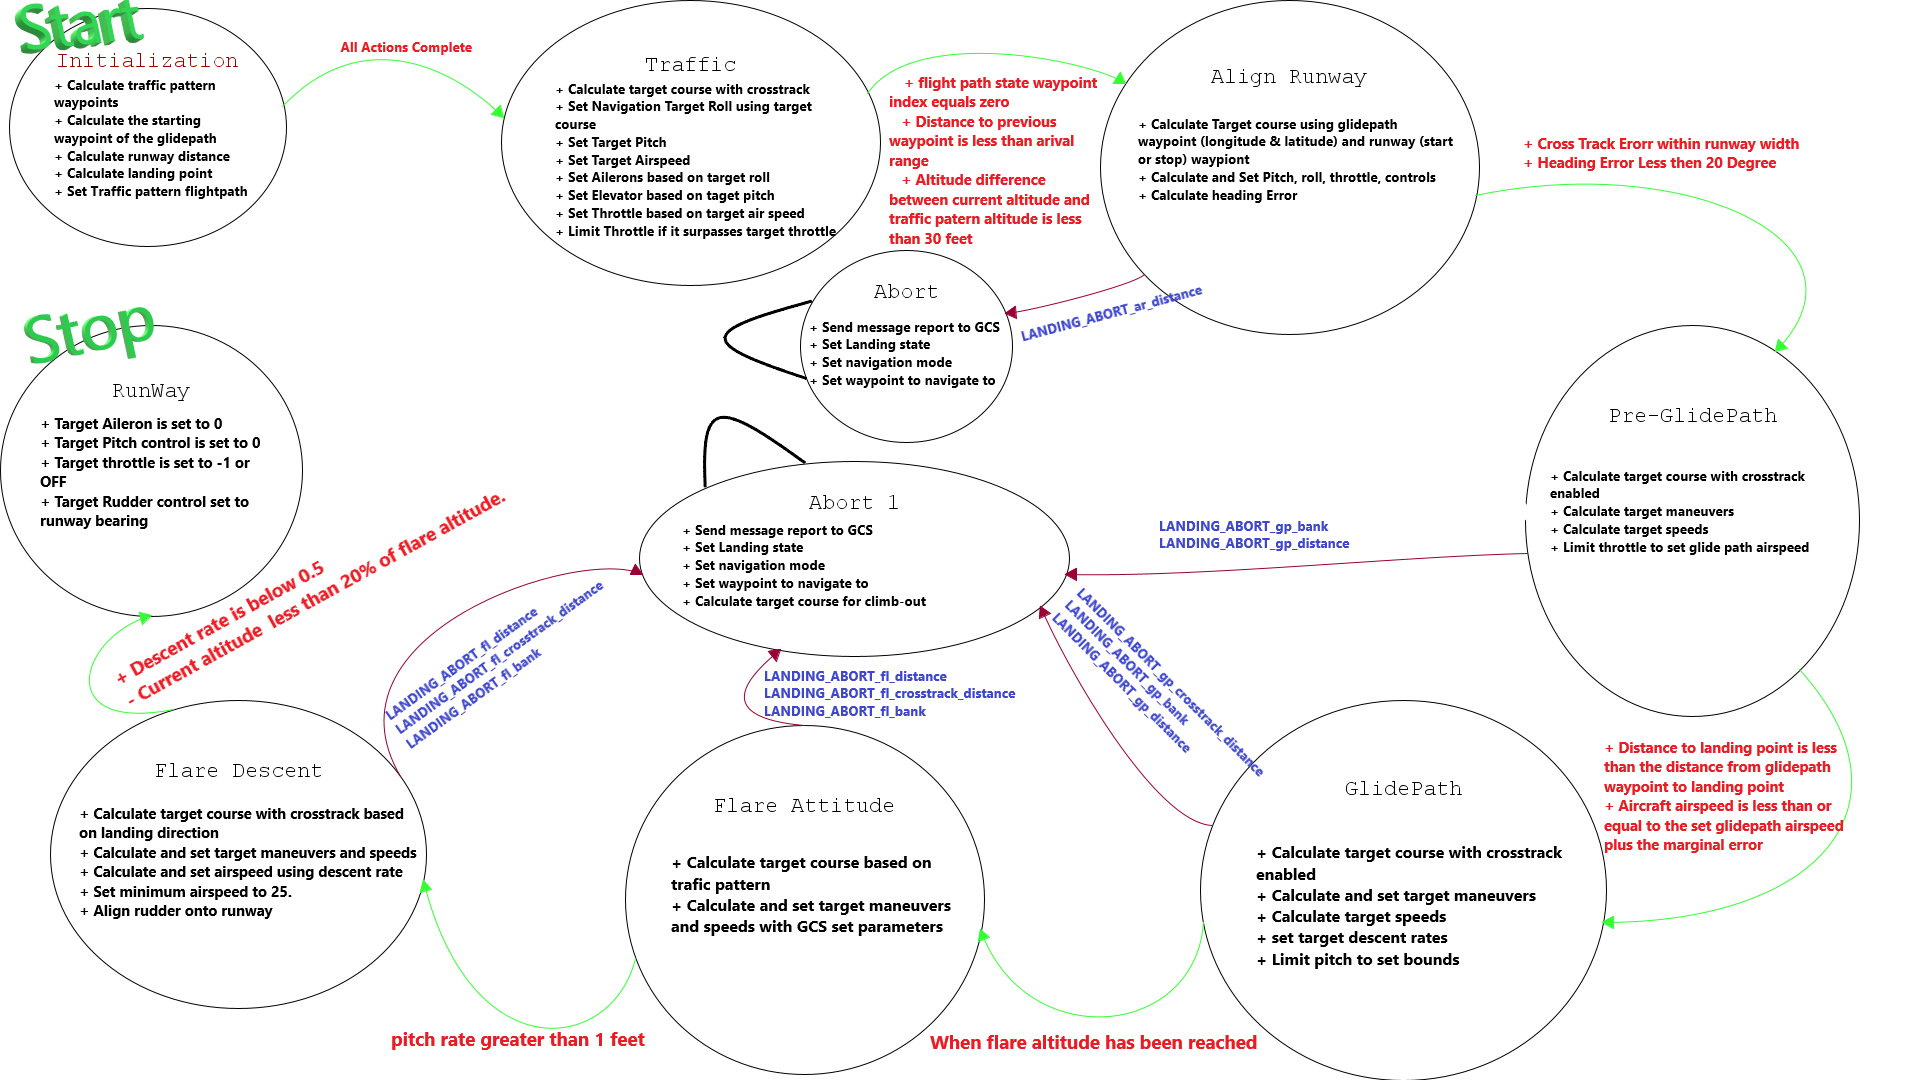 Start
Initialization
+ Calculate traffic pattern
waypoints
+ Calculate the starting
waypoint of the glidepath
+ Calculate runway distance
+ Calculate landing point
+ Set Traffic pattern flightpath
All Actions Complete
Traffic
+ Calculate target course with crosstrack
+ Set Navigation Target Roll using target
course
+ Set Target Pitch
+ Set Target Airspeed
+ Set Ailerons based on target roll
+ Set Elevator based on taget pitch
+ Set Throttle based on target air speed
+ Limit Throttle if it surpasses target throttle
+ flight path state waypoint
index equals zero
+ Distance to previous
waypoint is less than arival
range
+ Altitude difference
between current altitude and
traffic patern altitude is less
than 30 feet
Align Runway
+ Calculate Target course using glidepath
waypoint (longitude & latitude) and runway (start
or stop) waypiont
+ Calculate and Set Pitch, roll, throttle, controls
+ Calculate heading Error
+ Cross Track Erorr within runway width
+ Heading Error Less then 20 Degree
Abort
+ Send message report to GCS
+ Set Landing state
+ Set navigation mode
+ Set waypoint to navigate to
LANDING_ABORT_ar_distance
Stop
RunWay
+ Target Aileron is set to 0
+ Target Pitch control is set to 0
+ Target throttle is set to -1 or
OFF
+ Target Rudder control set to
runway bearing
Pre-GlidePath
+ Calculate target course with crosstrack
enabled
+ Calculate target maneuvers
+ Calculate target speeds
+ Limit throttle to set glide path airspeed
Abort 1
+ Send message report to GCS
+ Set Landing state
+ Set navigation mode
+ Set waypoint to navigate to
+ Calculate target course for climb-out
LANDING_ABORT_gp_bank
LANDING_ABORT_gp_distance
+ Descent rate is below 0.5
- Current altitude less than 20% of flare altitude.
LANDING_ABORT_fl_distance
LANDING_ABORT_fl_crosstrack_distance
LANDING_ABORT_fl_bank
LANDING_ABORT_fl_distance
LANDING_ABORT_fl_crosstrack_distance
LANDING_ABORT_fl_bank
LANDING_ABORT_gp_crosstrack_distance
LANDING_ABORT_gp_bank
LANDING_ABORT_gp_distance
+ Distance to landing point is less
than the distance from glidepath
waypoint to landing point
+ Aircraft airspeed is less than or
equal to the set glidepath airspeed
plus the marginal error
Flare Descent
+ Calculate target course with crosstrack based
on landing direction
+ Calculate and set target maneuvers and speeds
+ Calculate and set airspeed using descent rate
+ Set minimum airspeed to 25.
+ Align rudder onto runway
Flare Attitude
+ Calculate target course based on
trafic pattern
+ Calculate and set target maneuvers
and speeds with GCS set parameters
GlidePath
+ Calculate target course with crosstrack
enabled
+ Calculate and set target maneuvers
+ Calculate target speeds
+ set target descent rates
+ Limit pitch to set bounds
pitch rate greater than 1 feet
When flare altitude has been reached